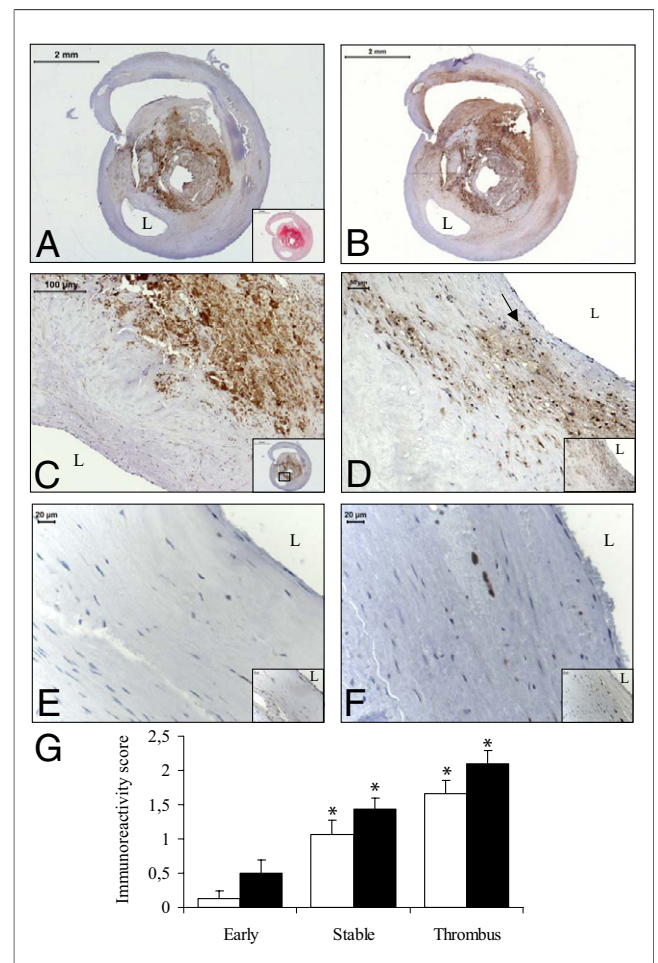 2 mm
2 mm
L
L
A
B
100 µm
L
L
C
L
D
20 µm
20 µm
L
L
L
L
E
F
G
2,5
2
1,5
1
0,5
0
Immunoreactivity score
*
*
*
*
Early
Stable
Thrombus